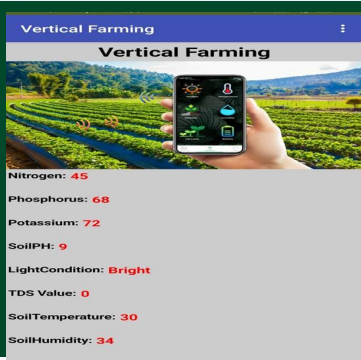 Vertical Farming
Vertical Farming
Nitrogen: 45
Phosphorus: 68
Potassium: 72
SoilPH: 9
LightCondition: Bright
TDS Value: 0
SoilTemperature: 30
SoilHumidity: 34